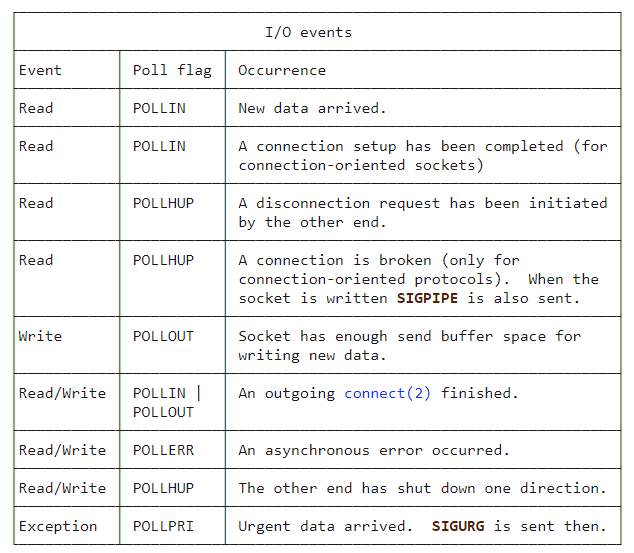 I/O events
Event Poll flag Occurrence
Read POLLIN New data arrived.
Read POLLIN A connection setup has been completed (for
connection-oriented sockets)
Read POLLHUP A disconnection request has been initiated
by the other end.
Read POLLHUP A connection is broken (only for
connection-oriented protocols). When the
socket is written SIGPIPE is also sent.
Write POLLOUT Socket has enough send buffer space for
writing new data.
Read/Write POLLIN | An outgoing connect(2) finished.
POLLOUT
Read/Write POLLERR An asynchronous error occurred.
Read/Write POLLHUP The other end has shut down one direction.
Exception POLLPRI Urgent data arrived. SIGURG is sent then.